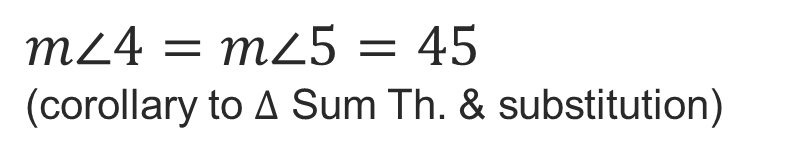 m∠4 = m∠5 = 45
(corollary to Δ Sum Th. & substitution)